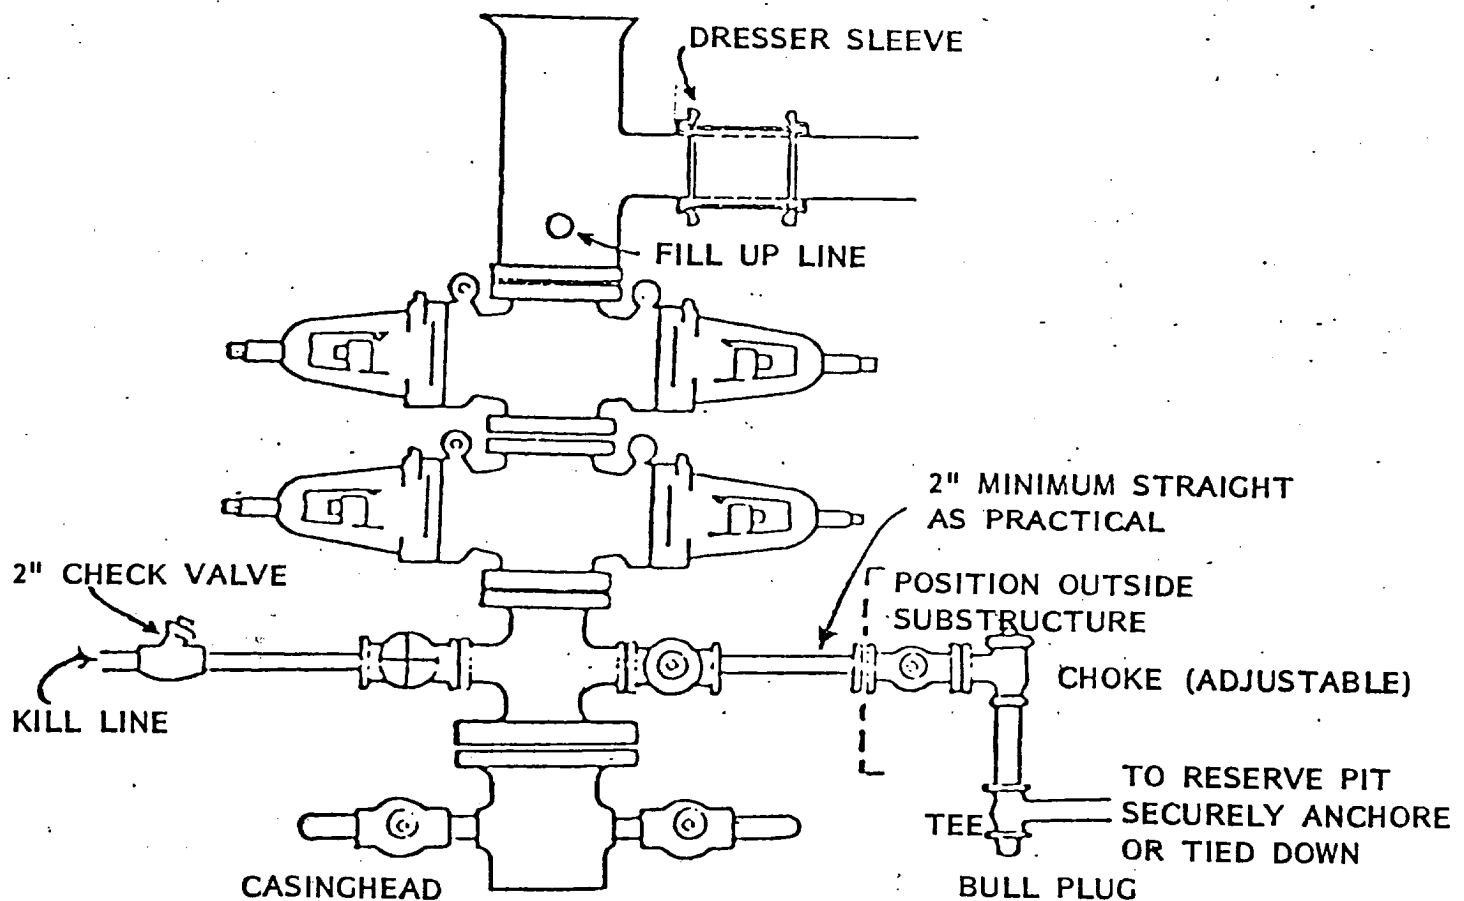 DRESSER SLEEVE
FILL UP LINE
2" MINIMUM STRAIGHT
AS PRACTICAL
2" CHECK VALVE
POSITION OUTSIDE
SUBSTRUCTURE
CHOKE (ADJUSTABLE)
KILL LINE
TO RESERVE PIT
SECURELY ANCHORE
OR TIED DOWN
TEE
CASINGHEAD
BULL PLUG